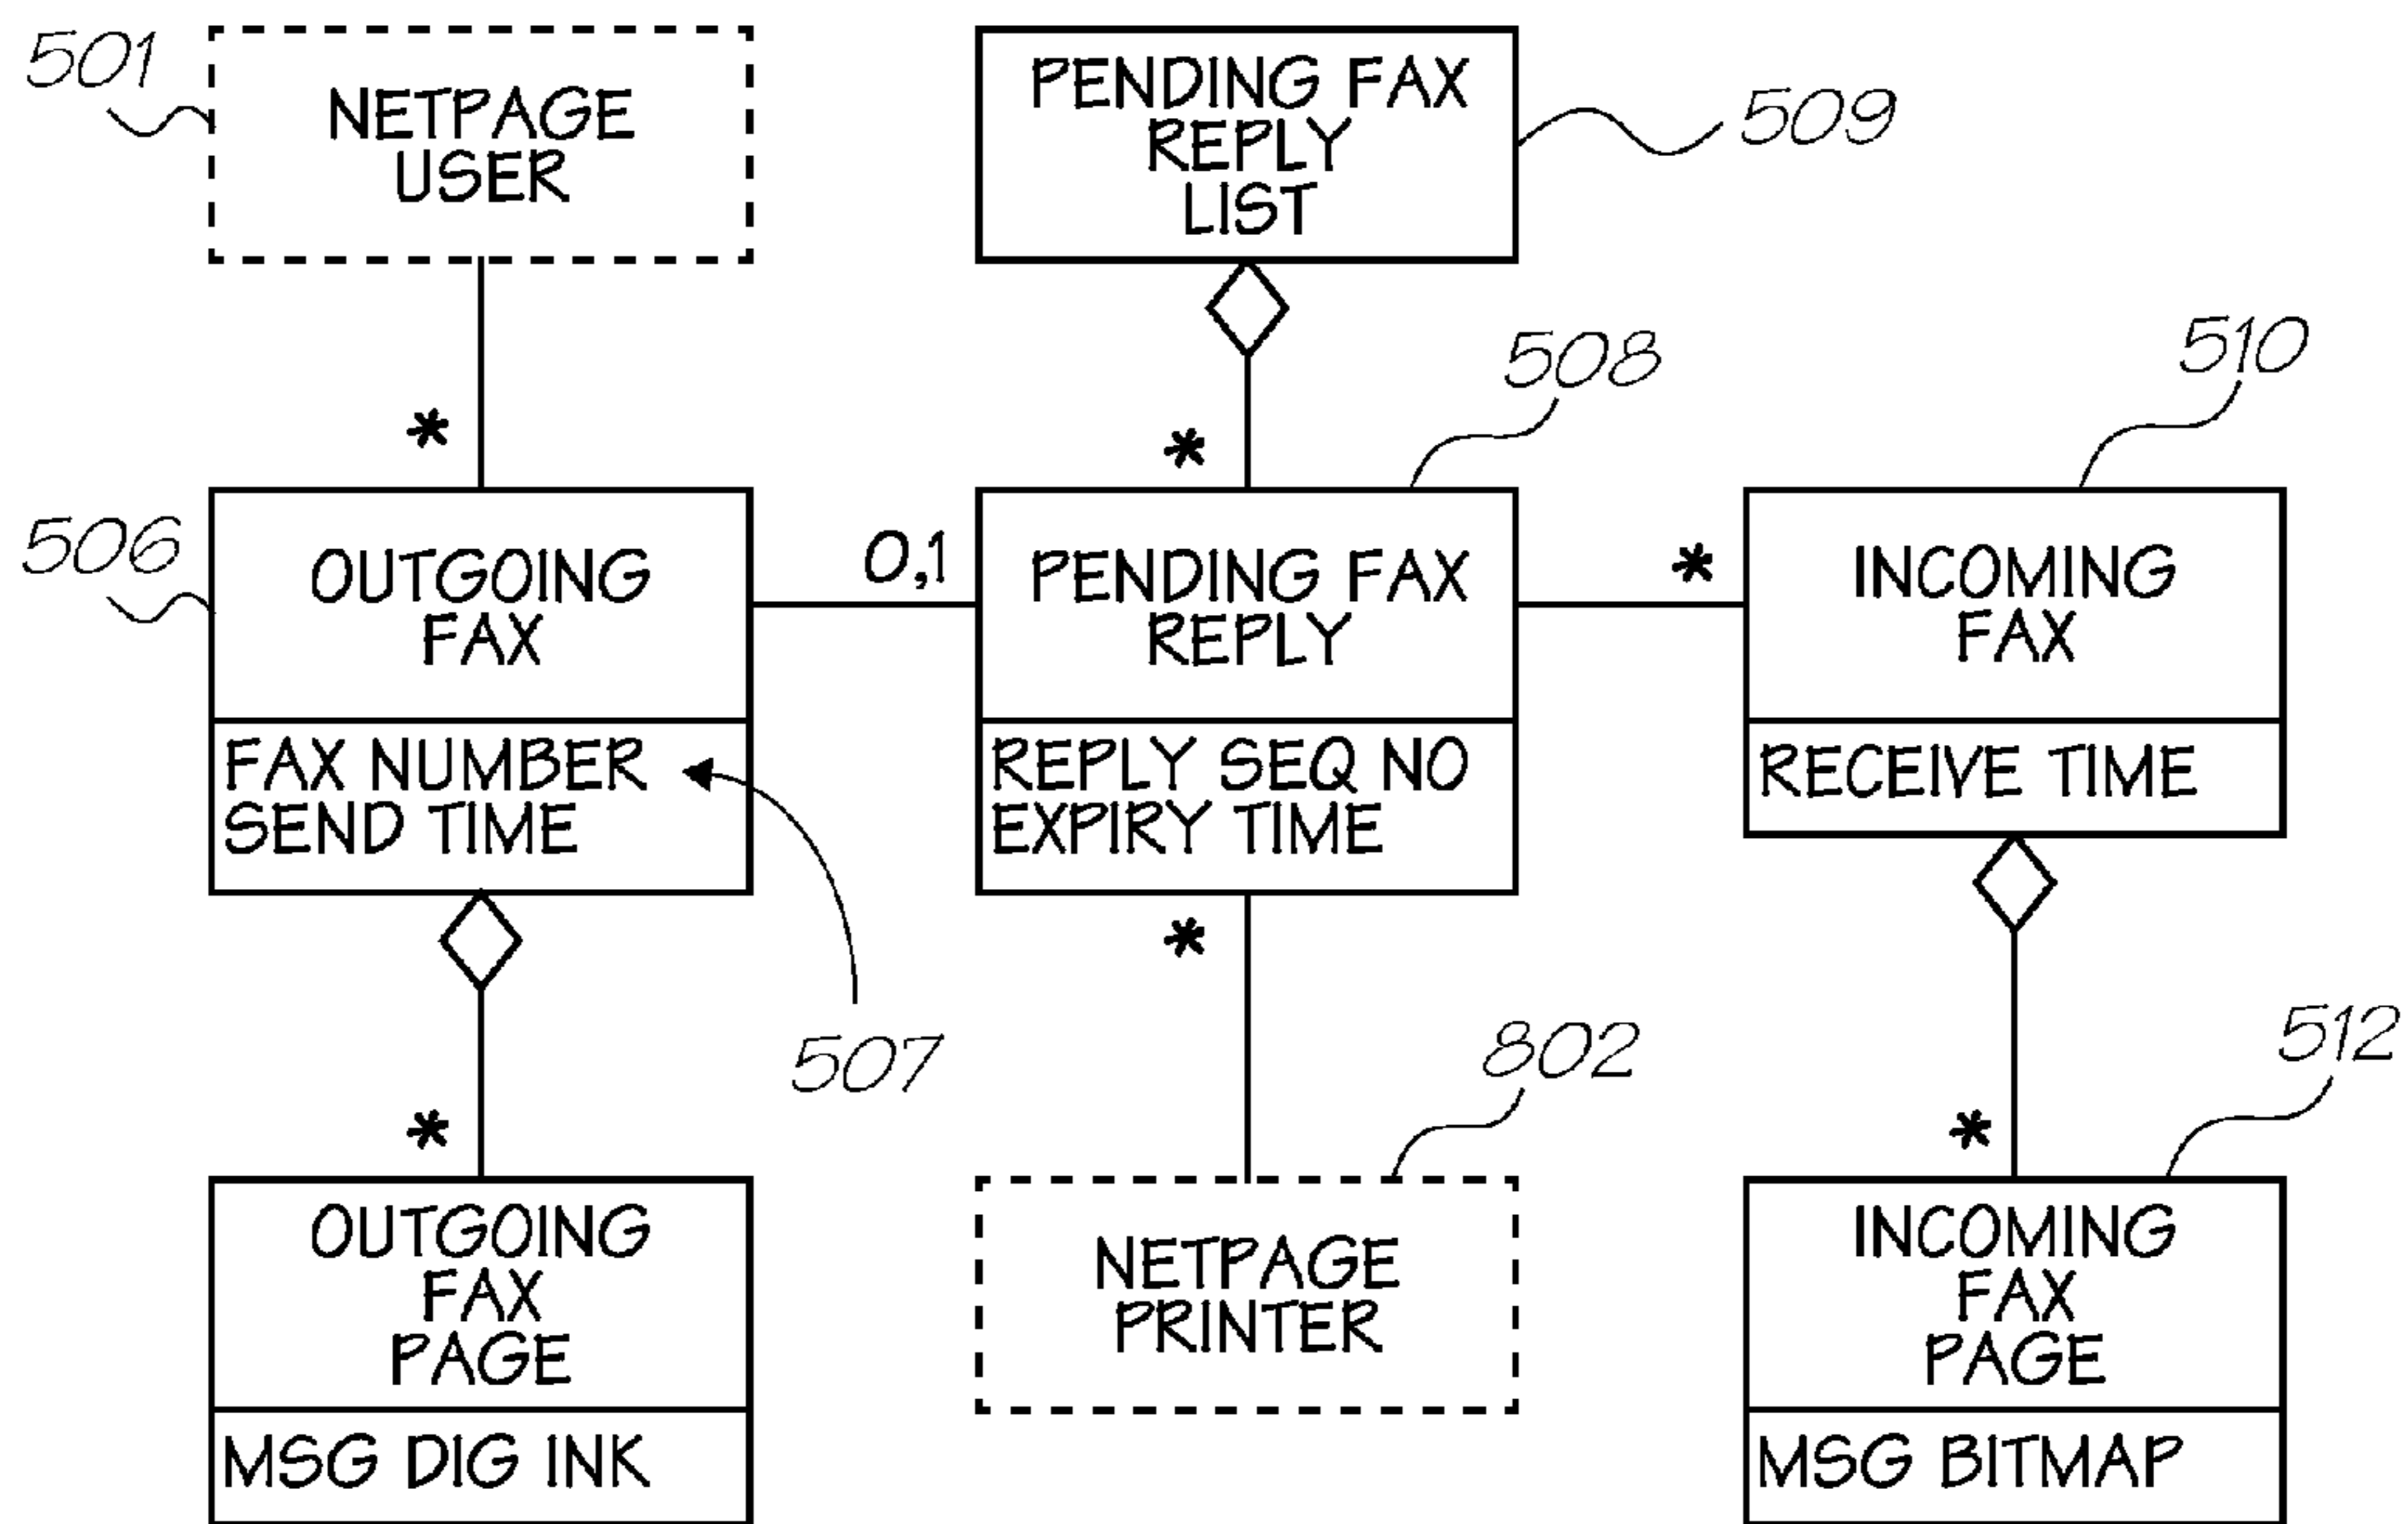 501
NETPAGE
USER
PENDING FAX
REPLY
LIST
509
*
*
508
510
506
OUTGOING
FAX
0,1
PENDING FAX
REPLY
*
INCOMING
FAX
FAX NUMBER
SEND TIME
REPLY SEQ NO
EXPIRY TIME
RECEIVE TIME
*
507
802
512
*
*
OUTGOING
FAX
PAGE
MSG DIG INK
NETPAGE
PRINTER
INCOMING
FAX
PAGE
MSG BITMAP